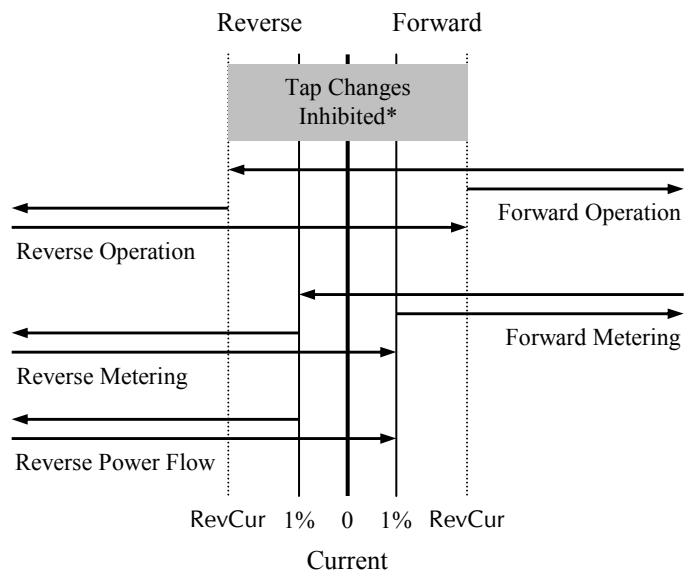 Reverse Forward
Tap Changes
Inhibited*
Forward Operation
Reverse Operation
Forward Metering
Reverse Metering
Reverse Power Flow
RevCur 1% 0 1% RevCur
Current